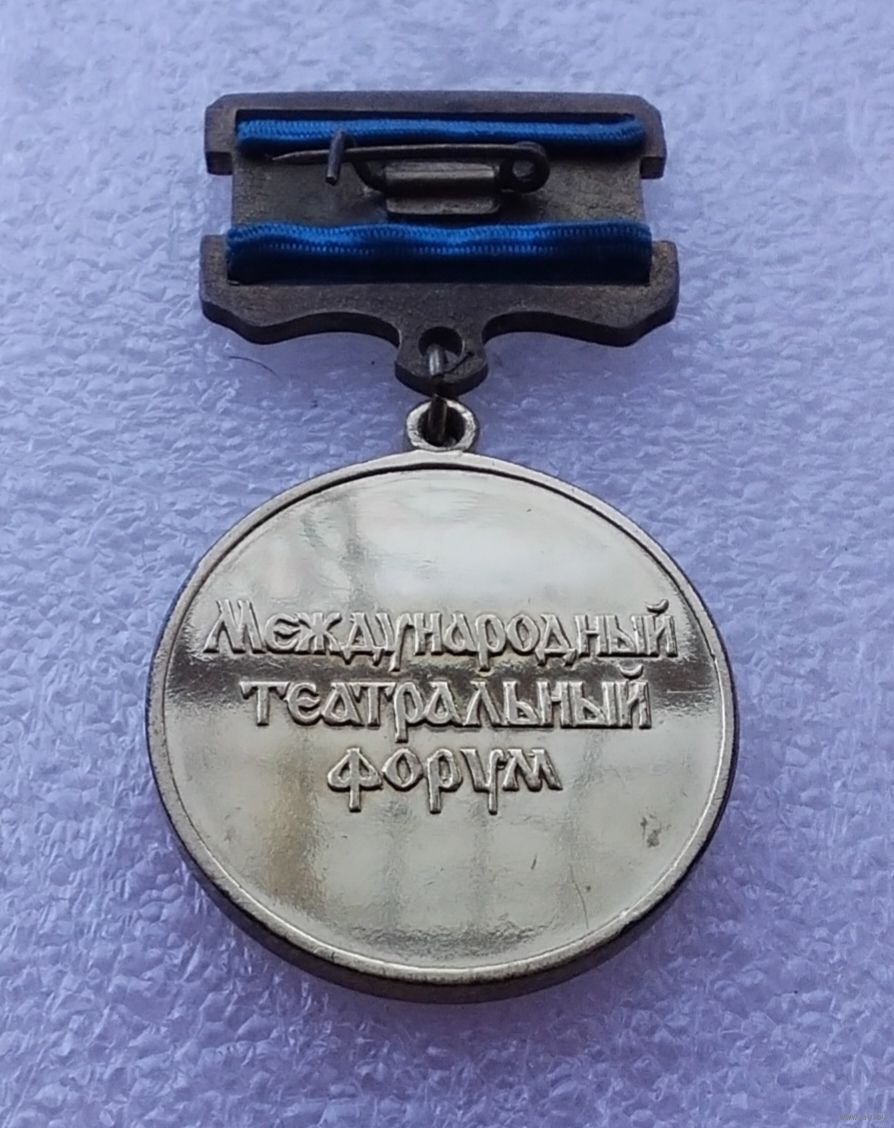 Международный
театральный
форум